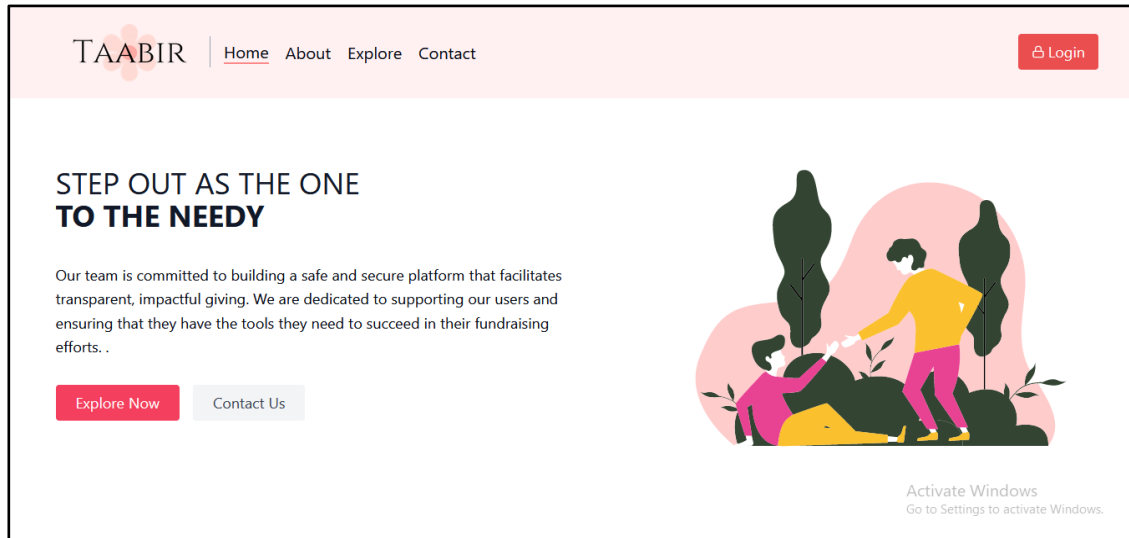 TAABIR
Home About Explore Contact
Login
STEP OUT AS THE ONE
TO THE NEEDY
Our team is committed to building a safe and secure platform that facilitates
transparent, impactful giving. We are dedicated to supporting our users and
ensuring that they have the tools they need to succeed in their fundraising
efforts. .
Explore Now
Contact Us
Activate Windows
Go to Settings to activate Windows.